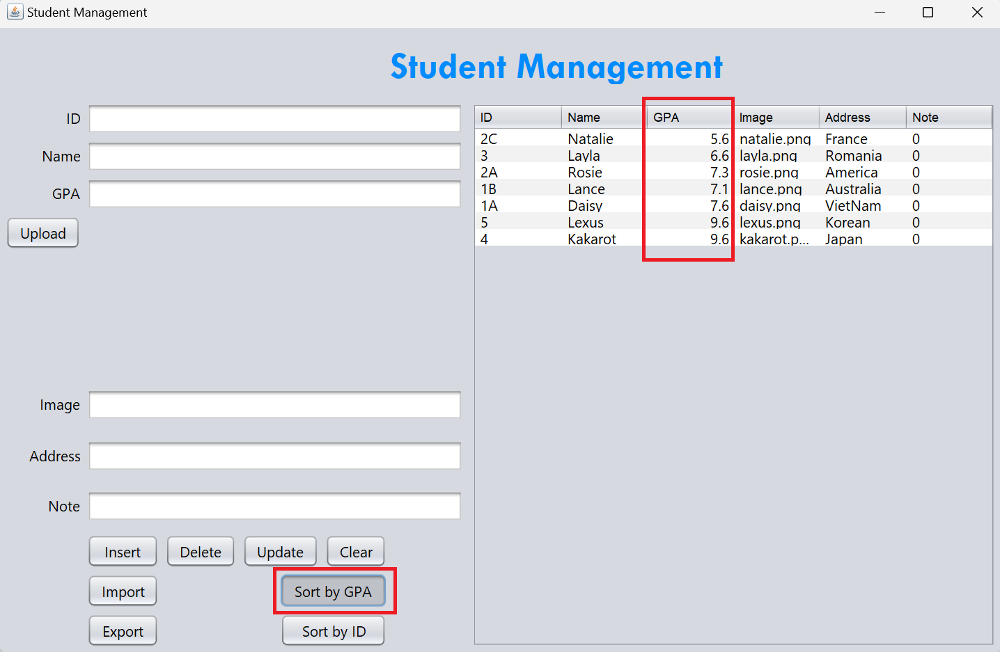 Student Management
Student Management
ID
Name
GPA
Upload
Image
Address
Note
Insert Delete Update Clear
Import Sort by GPA
Export Sort by ID
ID Name GPA Image Address Note
2C Natalie 5.6 natalie.png France 0
3 Layla 6.6 layla.png Romania 0
2A Rosie 7.3 rosie.png America 0
1B Lance 7.1 lance.png Australia 0
1A Daisy 7.6 daisy.png VietNam 0
5 Lexus 9.6 lexus.png Korean 0
4 Kakarot 9.6 kakarot.p... Japan 0